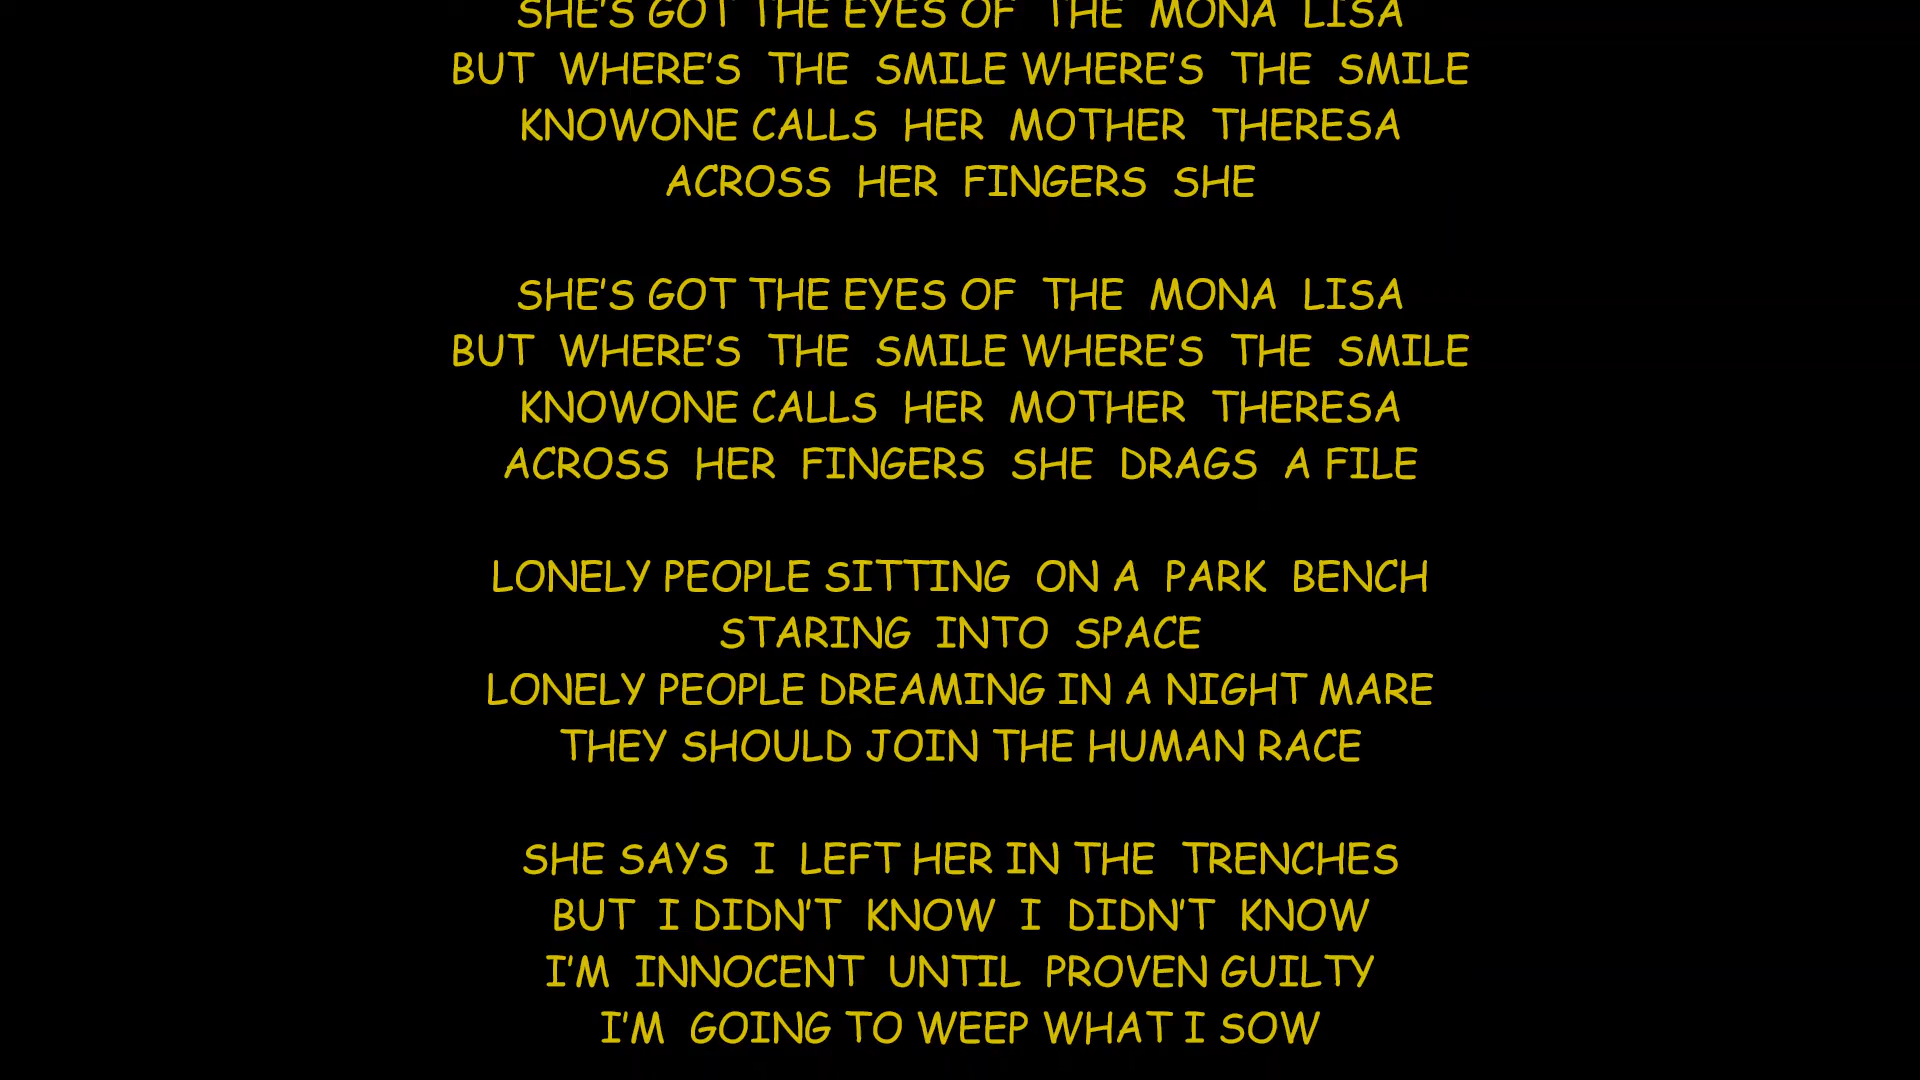 SHE'S GOT THE EYES OF THE MONA LISA
BUT WHERE'S THE SMILE WHERE'S THE SMILE
KNOWONE CALLS HER MOTHER THERESA
ACROSS HER FINGERS SHE
SHE'S GOT THE EYES OF THE MONA LISA
BUT WHERE'S THE SMILE WHERE'S THE SMILE
KNOWONE CALLS HER MOTHER THERESA
ACROSS HER FINGERS SHE DRAGS A FILE
LONELY PEOPLE SITTING ON A PARK BENCH
STARING INTO SPACE
LONELY PEOPLE DREAMING IN A NIGHT MARE
THEY SHOULD JOIN THE HUMAN RACE
SHE SAYS I LEFT HER IN THE TRENCHES
BUT I DIDN'T KNOW I DIDN'T KNOW
I'M INNOCENT UNTIL PROVEN GUILTY
I'M GOING TO WEEP WHAT I SOW